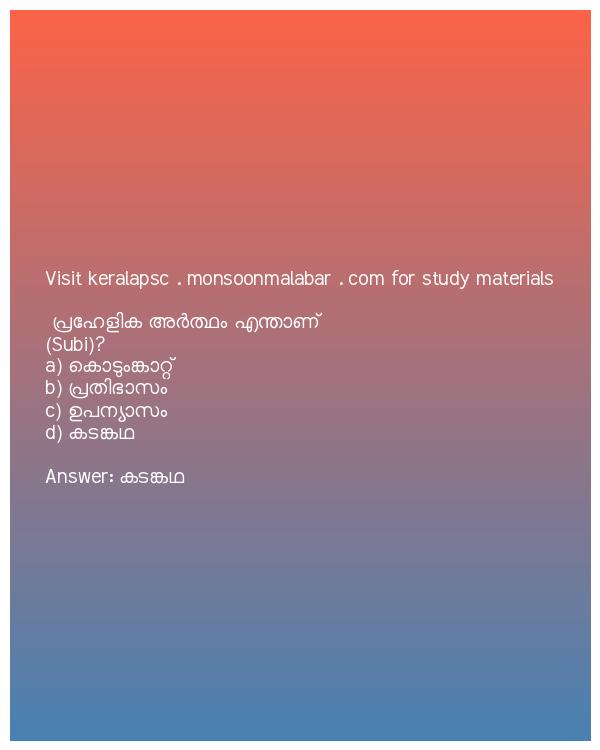 Visit keralapsc . monsoonmalabar . com for study materials
പ്രഹേളിക അർത്ഥം എന്താണ്
(Subi)?
a) കൊടുംങ്കാറ്റ്
b) പ്രതിഭാസം
c) ഉപന്യാസം
d) കടങ്കഥ
Answer: കടങ്കഥ